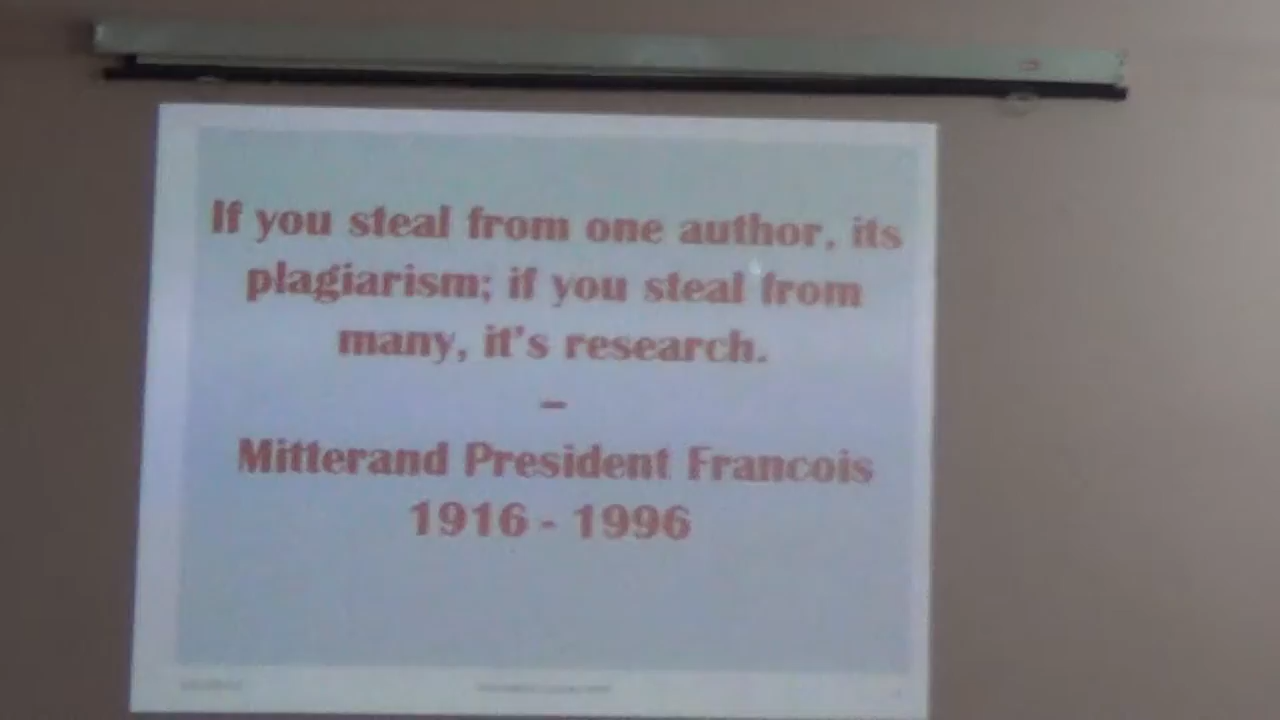 If you steal from one author, its
plagiarism; if you steal from
many, it's research.
–
Mitterand President Francois
1916 - 1996